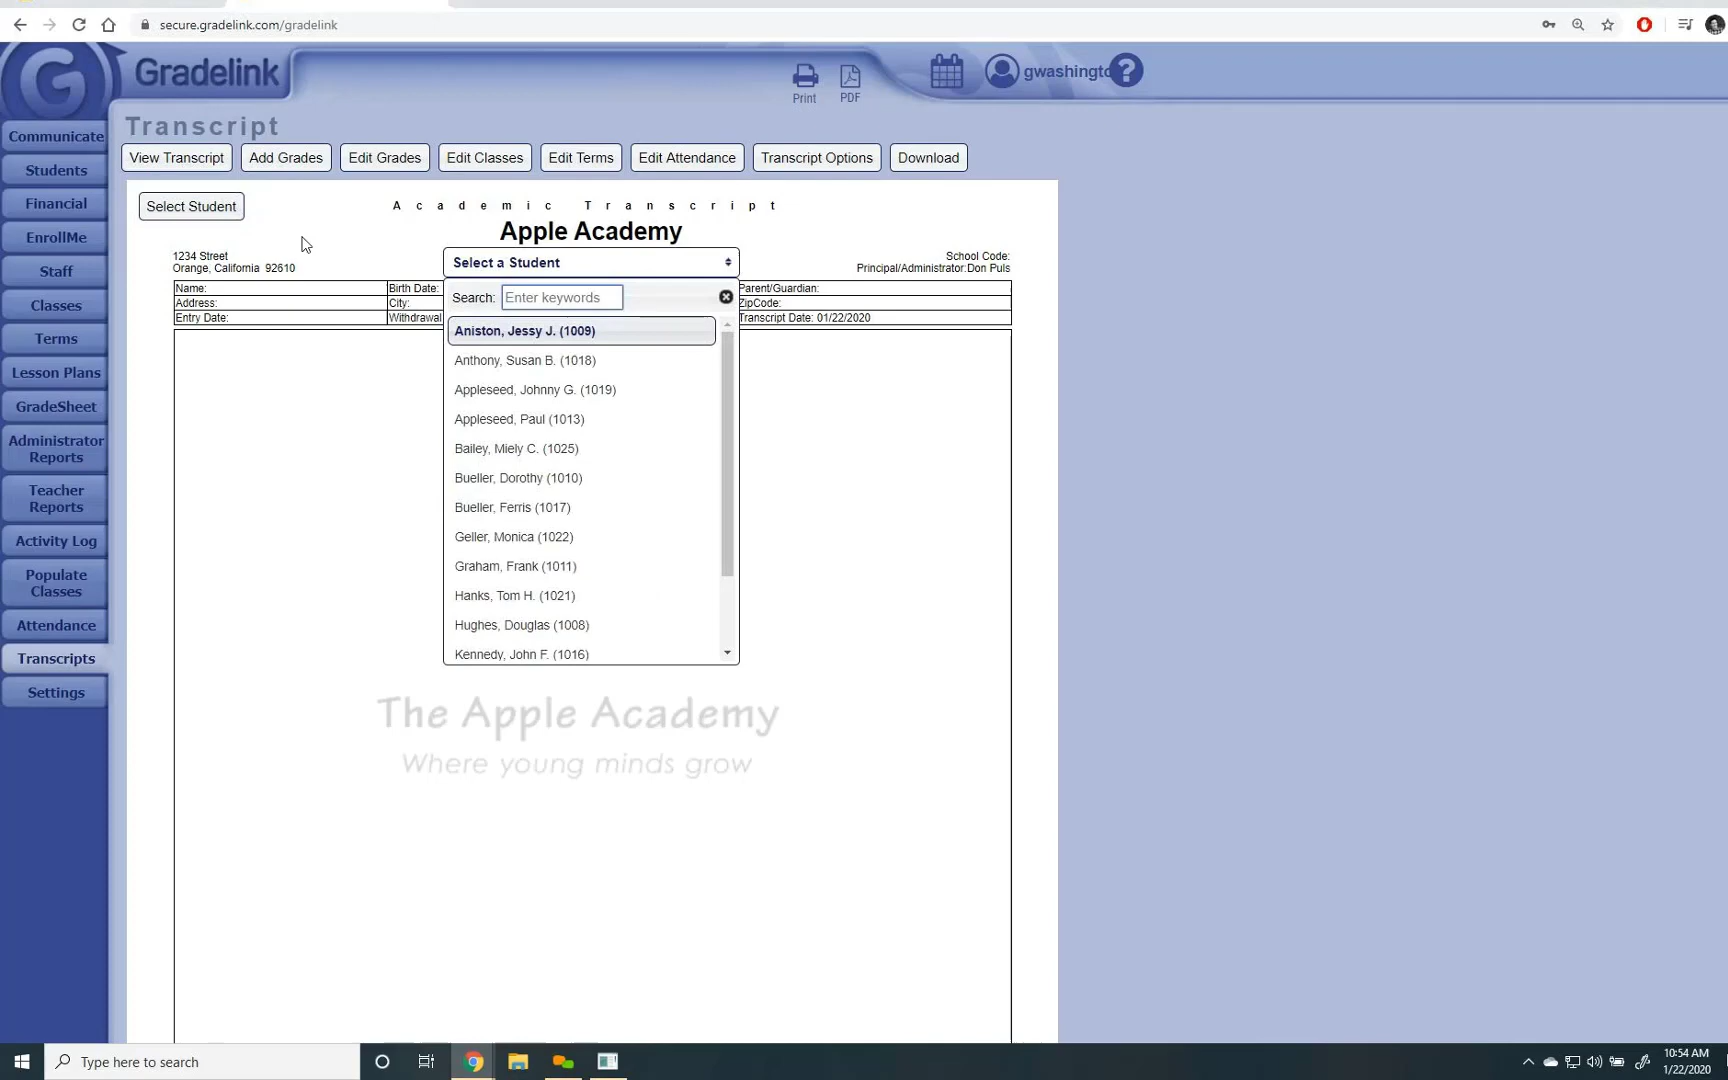 secure.gradelink.com/gradelink
G
Gradelink
Print
PDF
gwashingto
?
Transcript
View Transcript
Add Grades
Edit Grades
Edit Classes
Edit Terms
Edit Attendance
Transcript Options
Download
Communicate
Students
Financial
EnrollMe
Staff
Classes
Terms
Lesson Plans
GradeSheet
Administrator
Reports
Teacher
Reports
Activity Log
Populate
Classes
Attendance
Transcripts
Settings
Select Student
Academic Transcript
Apple Academy
1234 Street
Orange, California 92610
School Code:
Principal/Administrator:Don Puls
Name:
Birth Date:
Parent/Guardian:
Address:
City:
ZipCode:
Entry Date:
Withdrawal
Transcript Date: 01/22/2020
Select a Student
Search: Enter keywords
Aniston, Jessy J. (1009)
Anthony, Susan B. (1018)
Appleseed, Johnny G. (1019)
Appleseed, Paul (1013)
Bailey, Miely C. (1025)
Bueller, Dorothy (1010)
Bueller, Ferris (1017)
Geller, Monica (1022)
Graham, Frank (1011)
Hanks, Tom H. (1021)
Hughes, Douglas (1008)
Kennedy, John F. (1016)
The Apple Academy
Where young minds grow
Type here to search
10:54 AM
1/22/2020